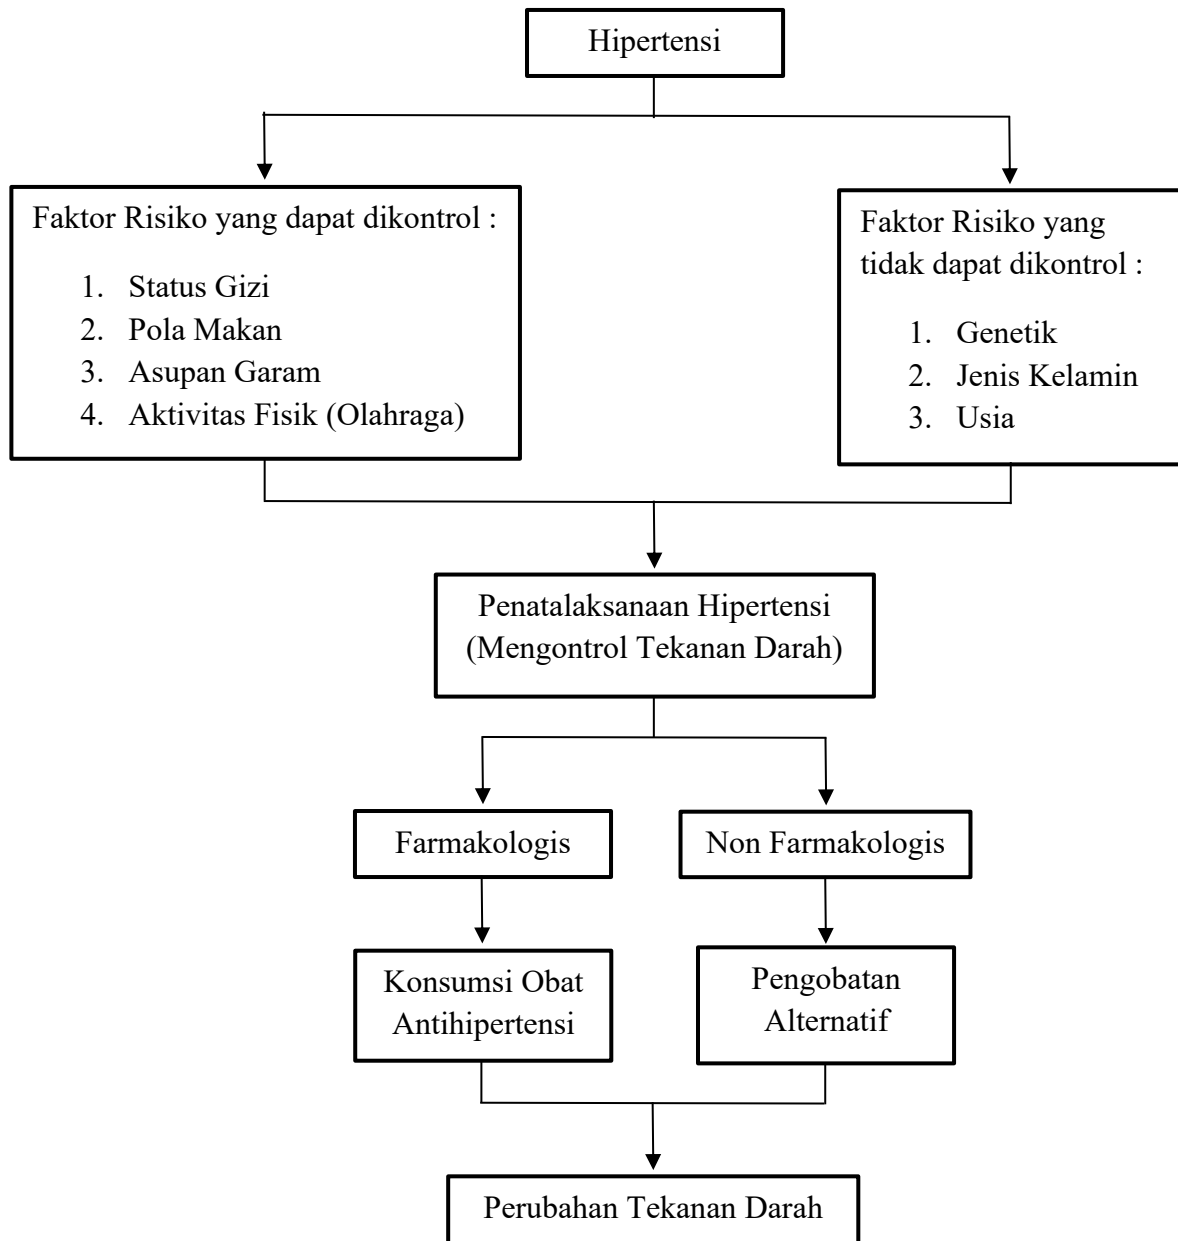 Hipertensi
Faktor Risiko yang dapat dikontrol :
1. Status Gizi
2. Pola Makan
3. Asupan Garam
4. Aktivitas Fisik (Olahraga)
Faktor Risiko yang
tidak dapat dikontrol :
1. Genetik
2. Jenis Kelamin
3. Usia
Penatalaksanaan Hipertensi
(Mengontrol Tekanan Darah)
Farmakologis
Non Farmakologis
Konsumsi Obat
Antihipertensi
Pengobatan
Alternatif
Perubahan Tekanan Darah